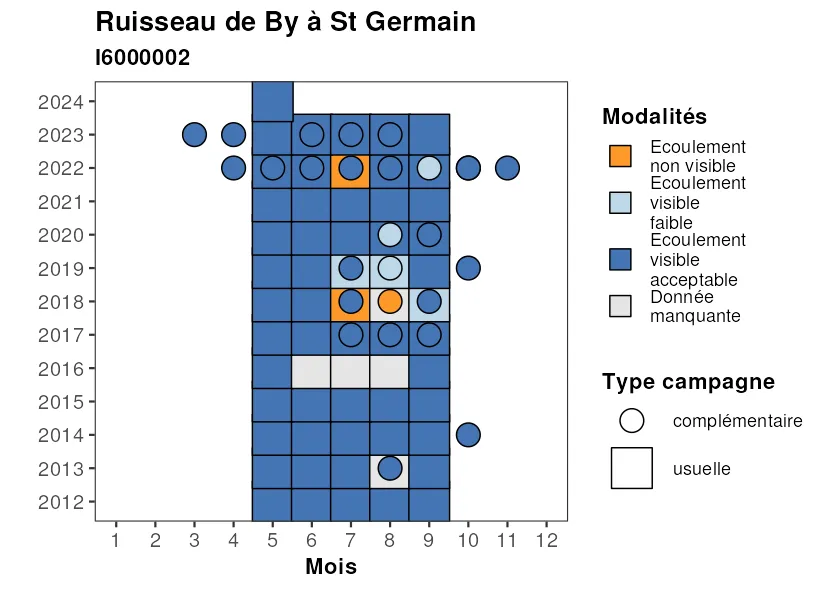 Ruisseau de By à St Germain
I6000002
2024
2023
2022
2021
2020
2019
2018
2017
2016
2015
2014
2013
2012
1 2 3 4 5 6 7 8 9 10 11 12
Mois
Modalités
Ecoulement
non visible
Ecoulement
visible
faible
Ecoulement
visible
acceptable
Donnée
manquante
Type campagne
complémentaire
usuelle